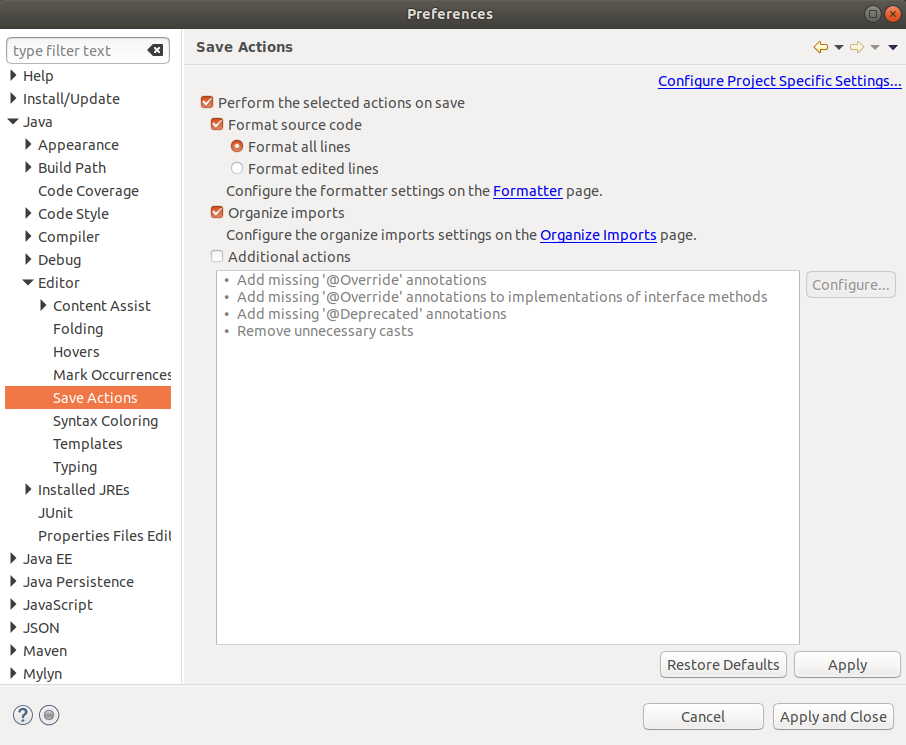 Preferences
type filter text
Help
Install/Update
Java
Appearance
Build Path
Code Coverage
Code Style
Compiler
Debug
Editor
Content Assist
Folding
Hovers
Mark Occurrences
Save Actions
Syntax Coloring
Templates
Typing
Installed JREs
JUnit
Properties Files Edit
Java EE
Java Persistence
JavaScript
JSON
Maven
Mylyn
Save Actions
Configure Project Specific Settings...
Perform the selected actions on save
Format source code
Format all lines
Format edited lines
Configure the formatter settings on the Formatter page.
Organize imports
Configure the organize imports settings on the Organize Imports page.
Additional actions
• Add missing '@Override' annotations
• Add missing '@Override' annotations to implementations of interface methods
• Add missing '@Deprecated' annotations
• Remove unnecessary casts
Configure...
Restore Defaults
Apply
?
Cancel
Apply and Close